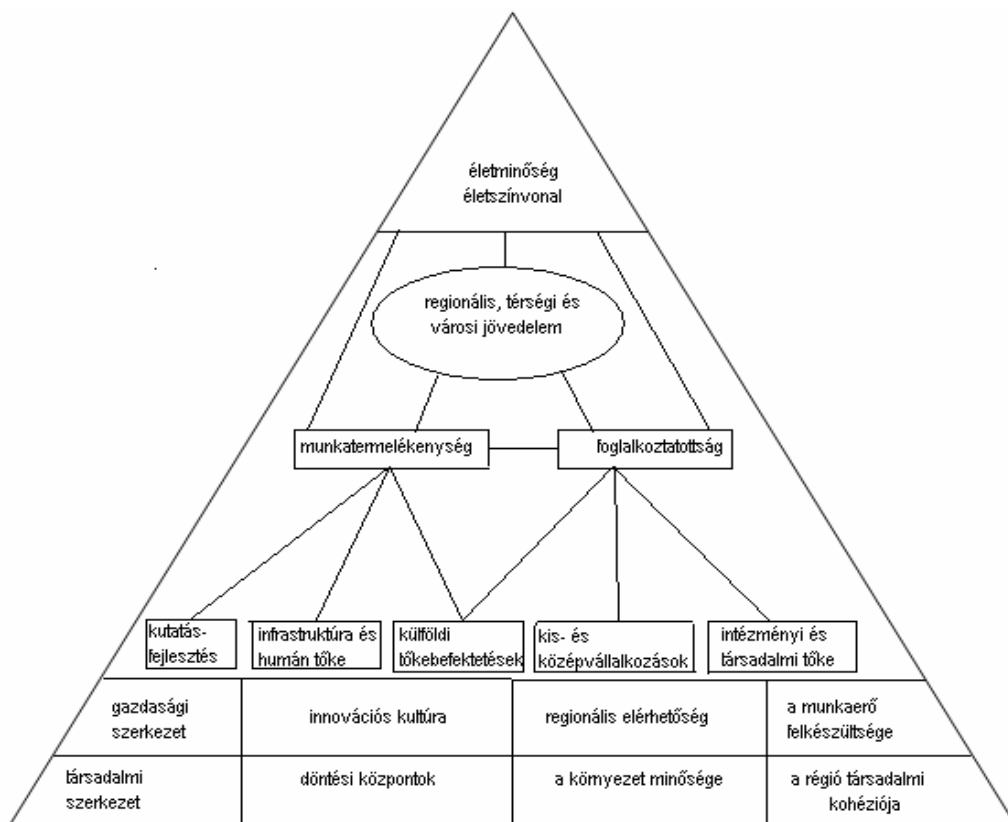 életminőség
életszínvonal
regionális, térségi és
városi jövedelem
munkatermelékenység
foglalkoztatottság
kutatás-
fejlesztés
infrastruktúra és
humán tőke
külföldi
tőkebefektetések
kis- és
középvállalkozások
intézményi és
társadalmi tőke
gazdasági
szerkezet
innovációs kultúra
regionális elérhetőség
a munkaerő
felkészültsége
társadalmi
szerkezet
döntési központok
a környezet minősége
a régió társadalmi
kohéziója